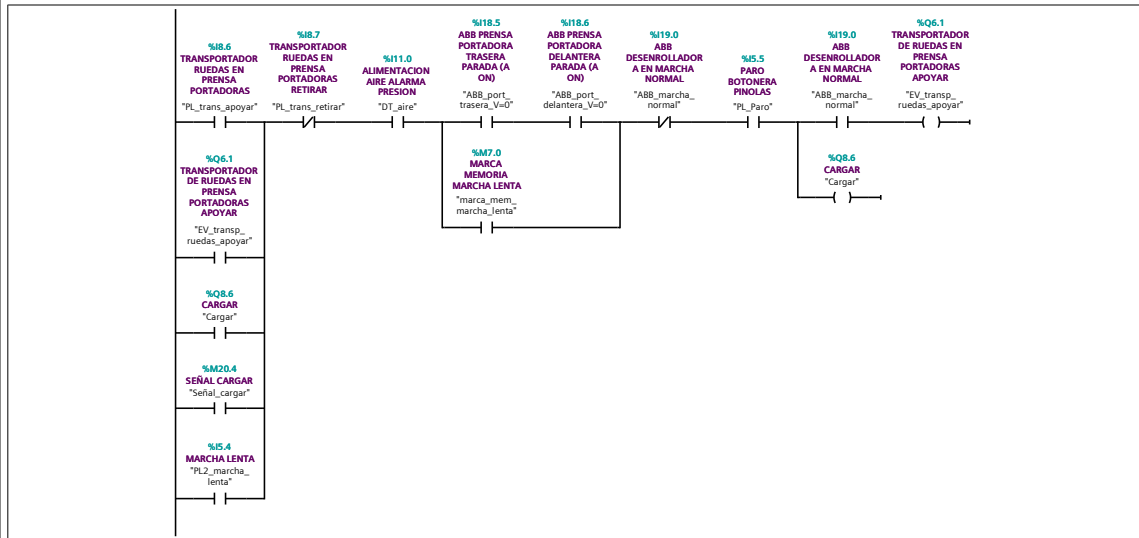 %I8.6
TRANSPORTADOR
RUEDAS EN
PRENSA
PORTADORAS
"PL_trans_apoyar"
%I8.7
TRANSPORTADOR
RUEDAS EN
PRENSA
PORTADORAS
RETIRAR
"PL_trans_retirar"
%I11.0
ALIMENTACION
AIRE ALARMA
PRESION
"DT_aire"
%I18.5
ABB PRENSA
PORTADORA
TRASERA
PARADA (A
ON)
"ABB_port_
trasera_V=0"
%I18.6
ABB PRENSA
PORTADORA
DELANTERA
PARADA (A
ON)
"ABB_port_
delantera_V=0"
%I19.0
ABB
DESENROLLADOR
A EN MARCHA
NORMAL
"ABB_marcha_
normal"
%I5.5
PARO
BOTONERA
PINOLAS
"PL_Paro"
%I19.0
ABB
DESENROLLADOR
A EN MARCHA
NORMAL
"ABB_marcha_
normal"
%Q6.1
TRANSPORTADOR
DE RUEDAS EN
PRENSA
PORTADORAS
APOYAR
"EV_transp_
ruedas_apoyar"
%Q6.1
TRANSPORTADOR
DE RUEDAS EN
PRENSA
PORTADORAS
APOYAR
"EV_transp_
ruedas_apoyar"
%M7.0
MARCA
MEMORIA
MARCHA LENTA
"marca_mem_
marcha_lenta"
%Q8.6
CARGAR
"Cargar"
%Q8.6
CARGAR
"Cargar"
%M20.4
SEÑAL CARGAR
"Señal_cargar"
%I5.4
MARCHA LENTA
"PL2_marcha_
lenta"